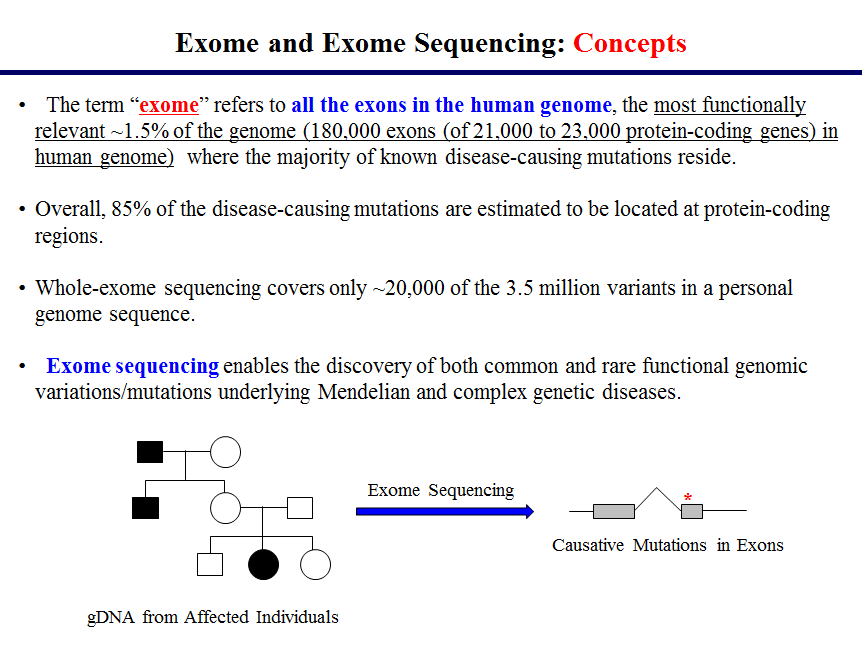 Exome and Exome Sequencing: Concepts
• The term “exome” refers to all the exons in the human genome, the most functionally
relevant ~1.5% of the genome (180,000 exons (of 21,000 to 23,000 protein-coding genes) in
human genome) where the majority of known disease-causing mutations reside.
• Overall, 85% of the disease-causing mutations are estimated to be located at protein-coding
regions.
• Whole-exome sequencing covers only ~20,000 of the 3.5 million variants in a personal
genome sequence.
• Exome sequencing enables the discovery of both common and rare functional genomic
variations/mutations underlying Mendelian and complex genetic diseases.
Exome Sequencing
*
Causative Mutations in Exons
gDNA from Affected Individuals